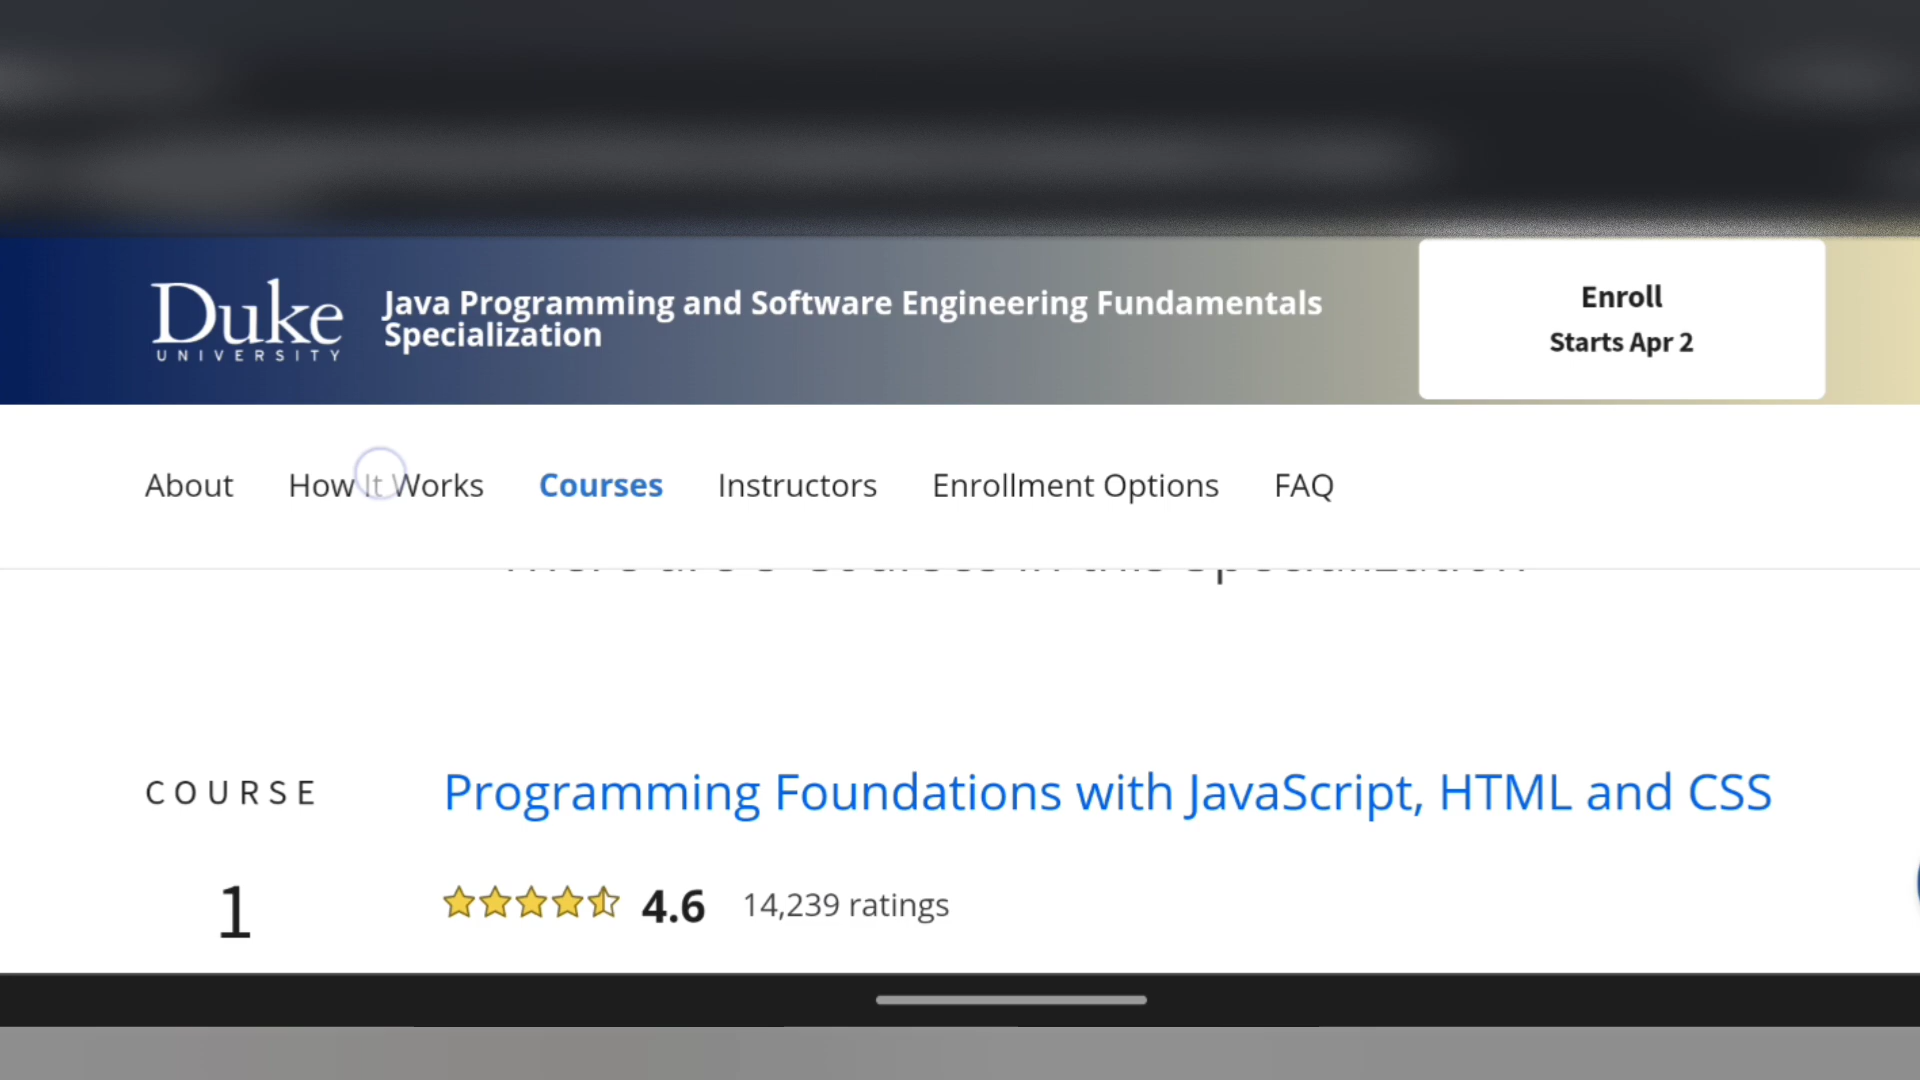 Duke
UNIVERSITY
Java Programming and Software Engineering Fundamentals
Specialization
Enroll
Starts Apr 2
About How It Works Courses Instructors Enrollment Options FAQ
COURSE
1
Programming Foundations with JavaScript, HTML and CSS
4.6 14,239 ratings